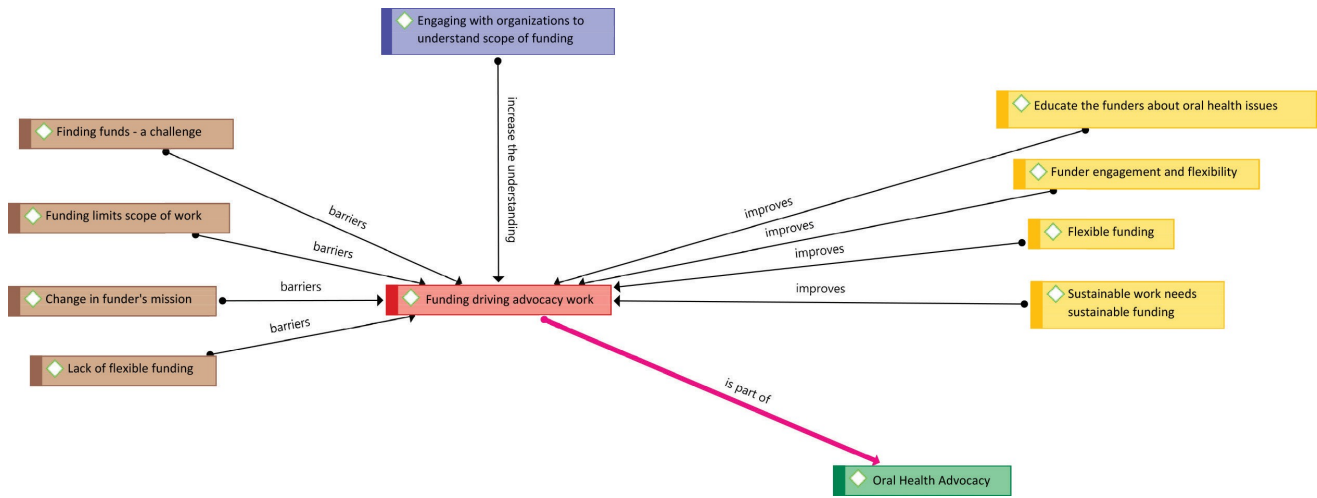 Engaging with organizations to
understand scope of funding
increase the understanding
Finding funds - a challenge
Funding limits scope of work
Change in funder's mission
Lack of flexible funding
barriers
barriers
barriers
barriers
Funding driving advocacy work
Educate the funders about oral health issues
Funder engagement and flexibility
Flexible funding
Sustainable work needs
sustainable funding
improves
improves
improves
improves
is part of
Oral Health Advocacy